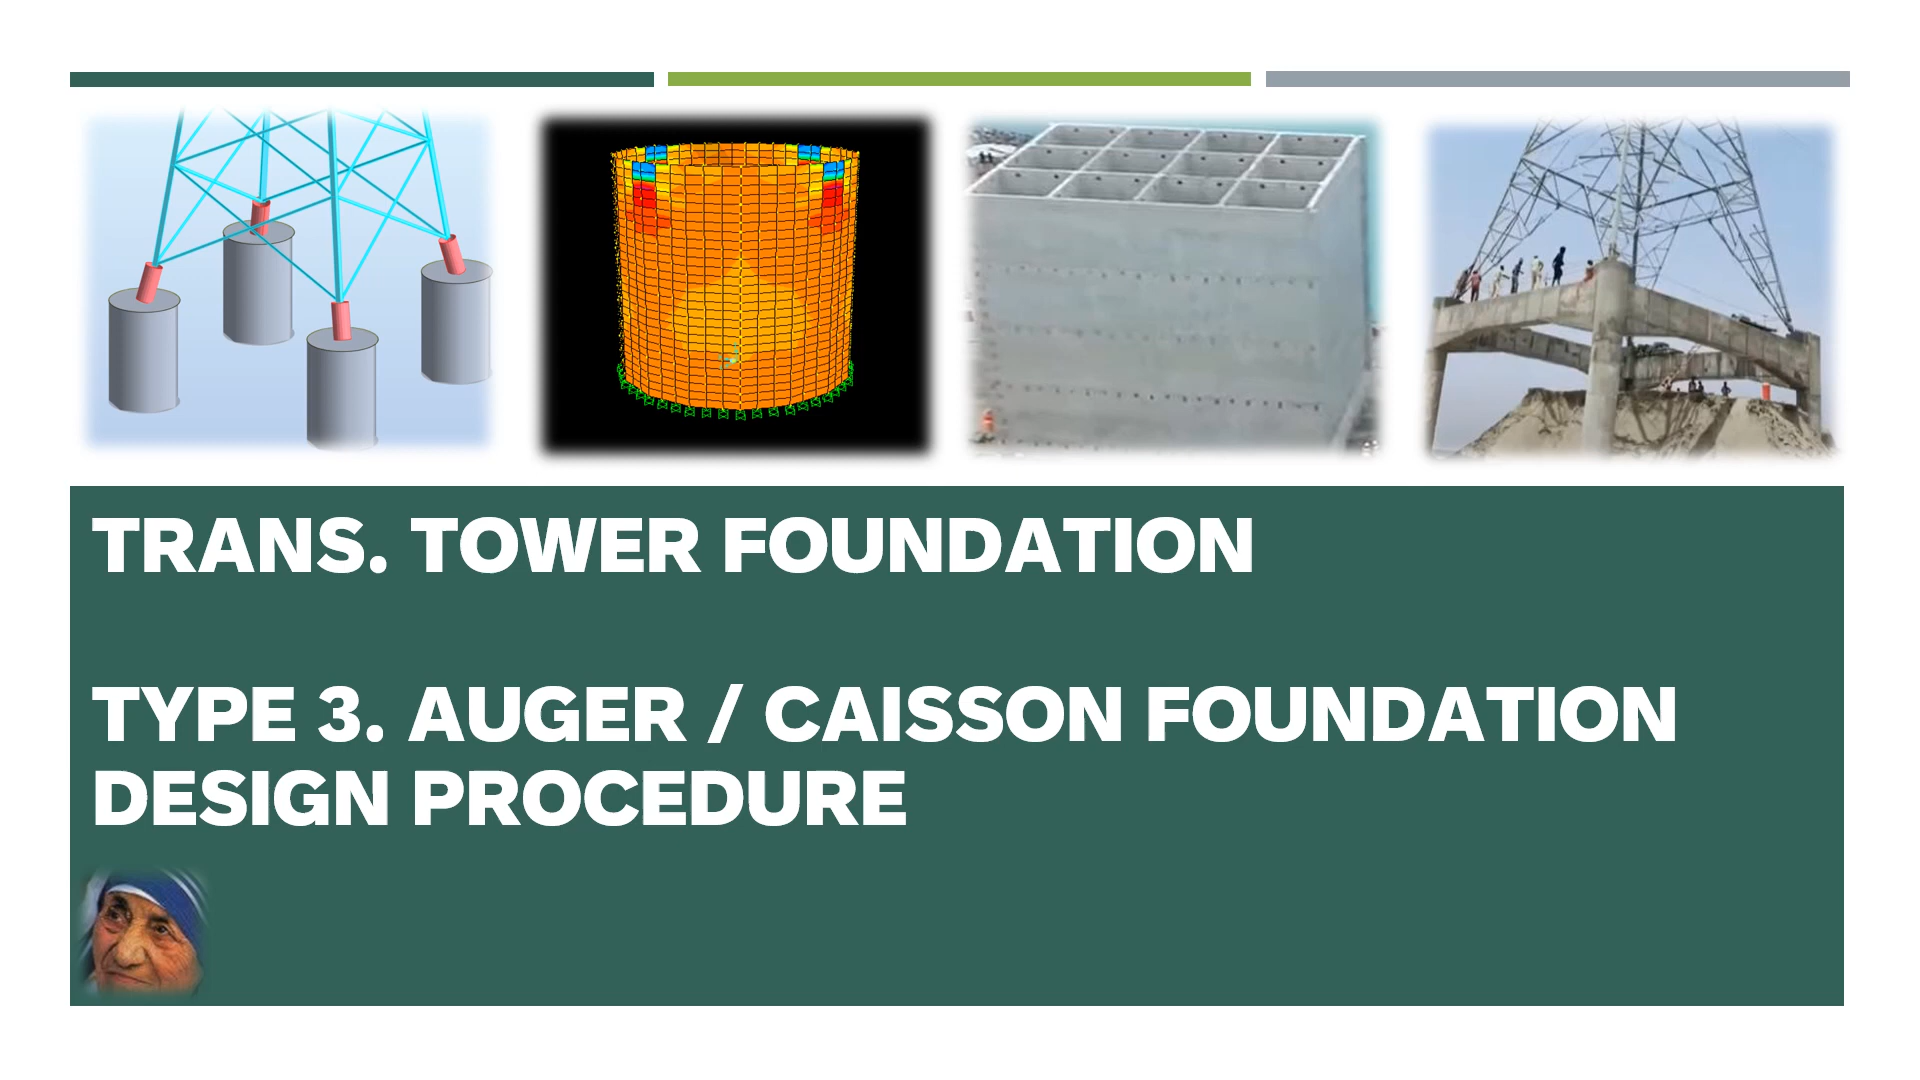 TRANS. TOWER FOUNDATION
TYPE 3. AUGER / CAISSON FOUNDATION
DESIGN PROCEDURE